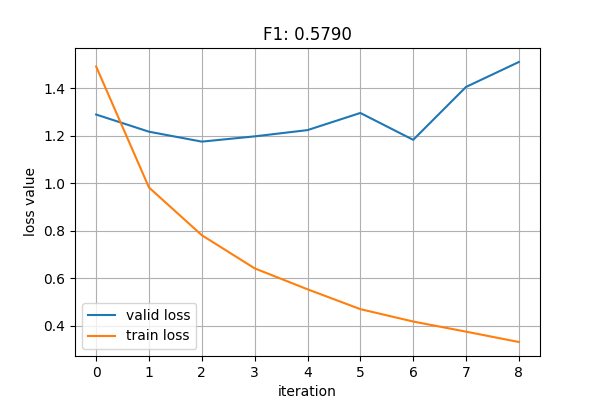 F1: 0.5790
loss value
1.4
1.2
1.0
0.8
0.6
0.4
valid loss
train loss
0 1 2 3 4 5 6 7 8
iteration